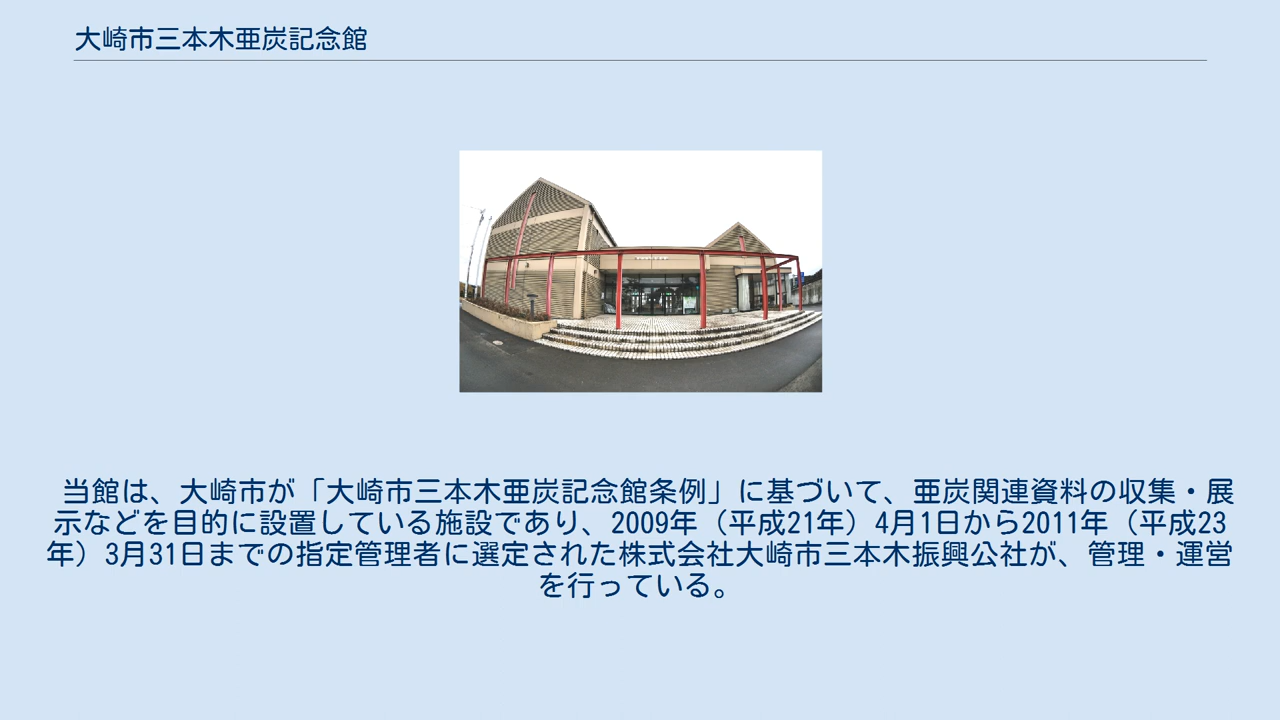 大崎市三本木亜炭記念館
当館は、大崎市が「大崎市三本木亜炭記念館条例」に基づいて、亜炭関連資料の収集・展
示などを目的に設置している施設であり、2009年（平成21年）4月1日から2011年（平成23
年）3月31日までの指定管理者に選定された株式会社大崎市三本木振興公社が、管理・運営
を行っている。